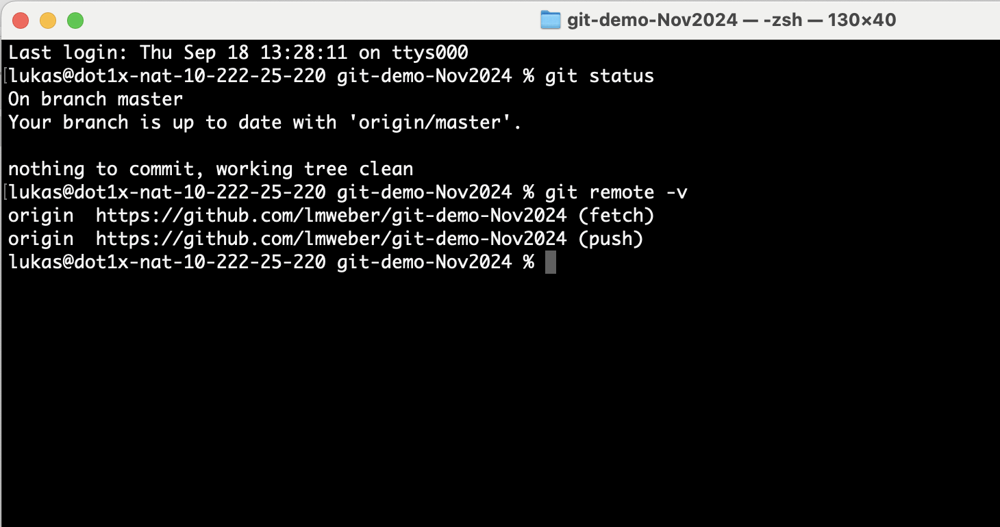 git-demo-Nov2024 — -zsh — 130×40
Last login: Thu Sep 18 13:28:11 on ttys000
[lukas@dot1x-nat-10-222-25-220 git-demo-Nov2024 % git status
On branch master
Your branch is up to date with 'origin/master'.
nothing to commit, working tree clean
[lukas@dot1x-nat-10-222-25-220 git-demo-Nov2024 % git remote -v
origin  https://github.com/lmweber/git-demo-Nov2024 (fetch)
origin  https://github.com/lmweber/git-demo-Nov2024 (push)
lukas@dot1x-nat-10-222-25-220 git-demo-Nov2024 %